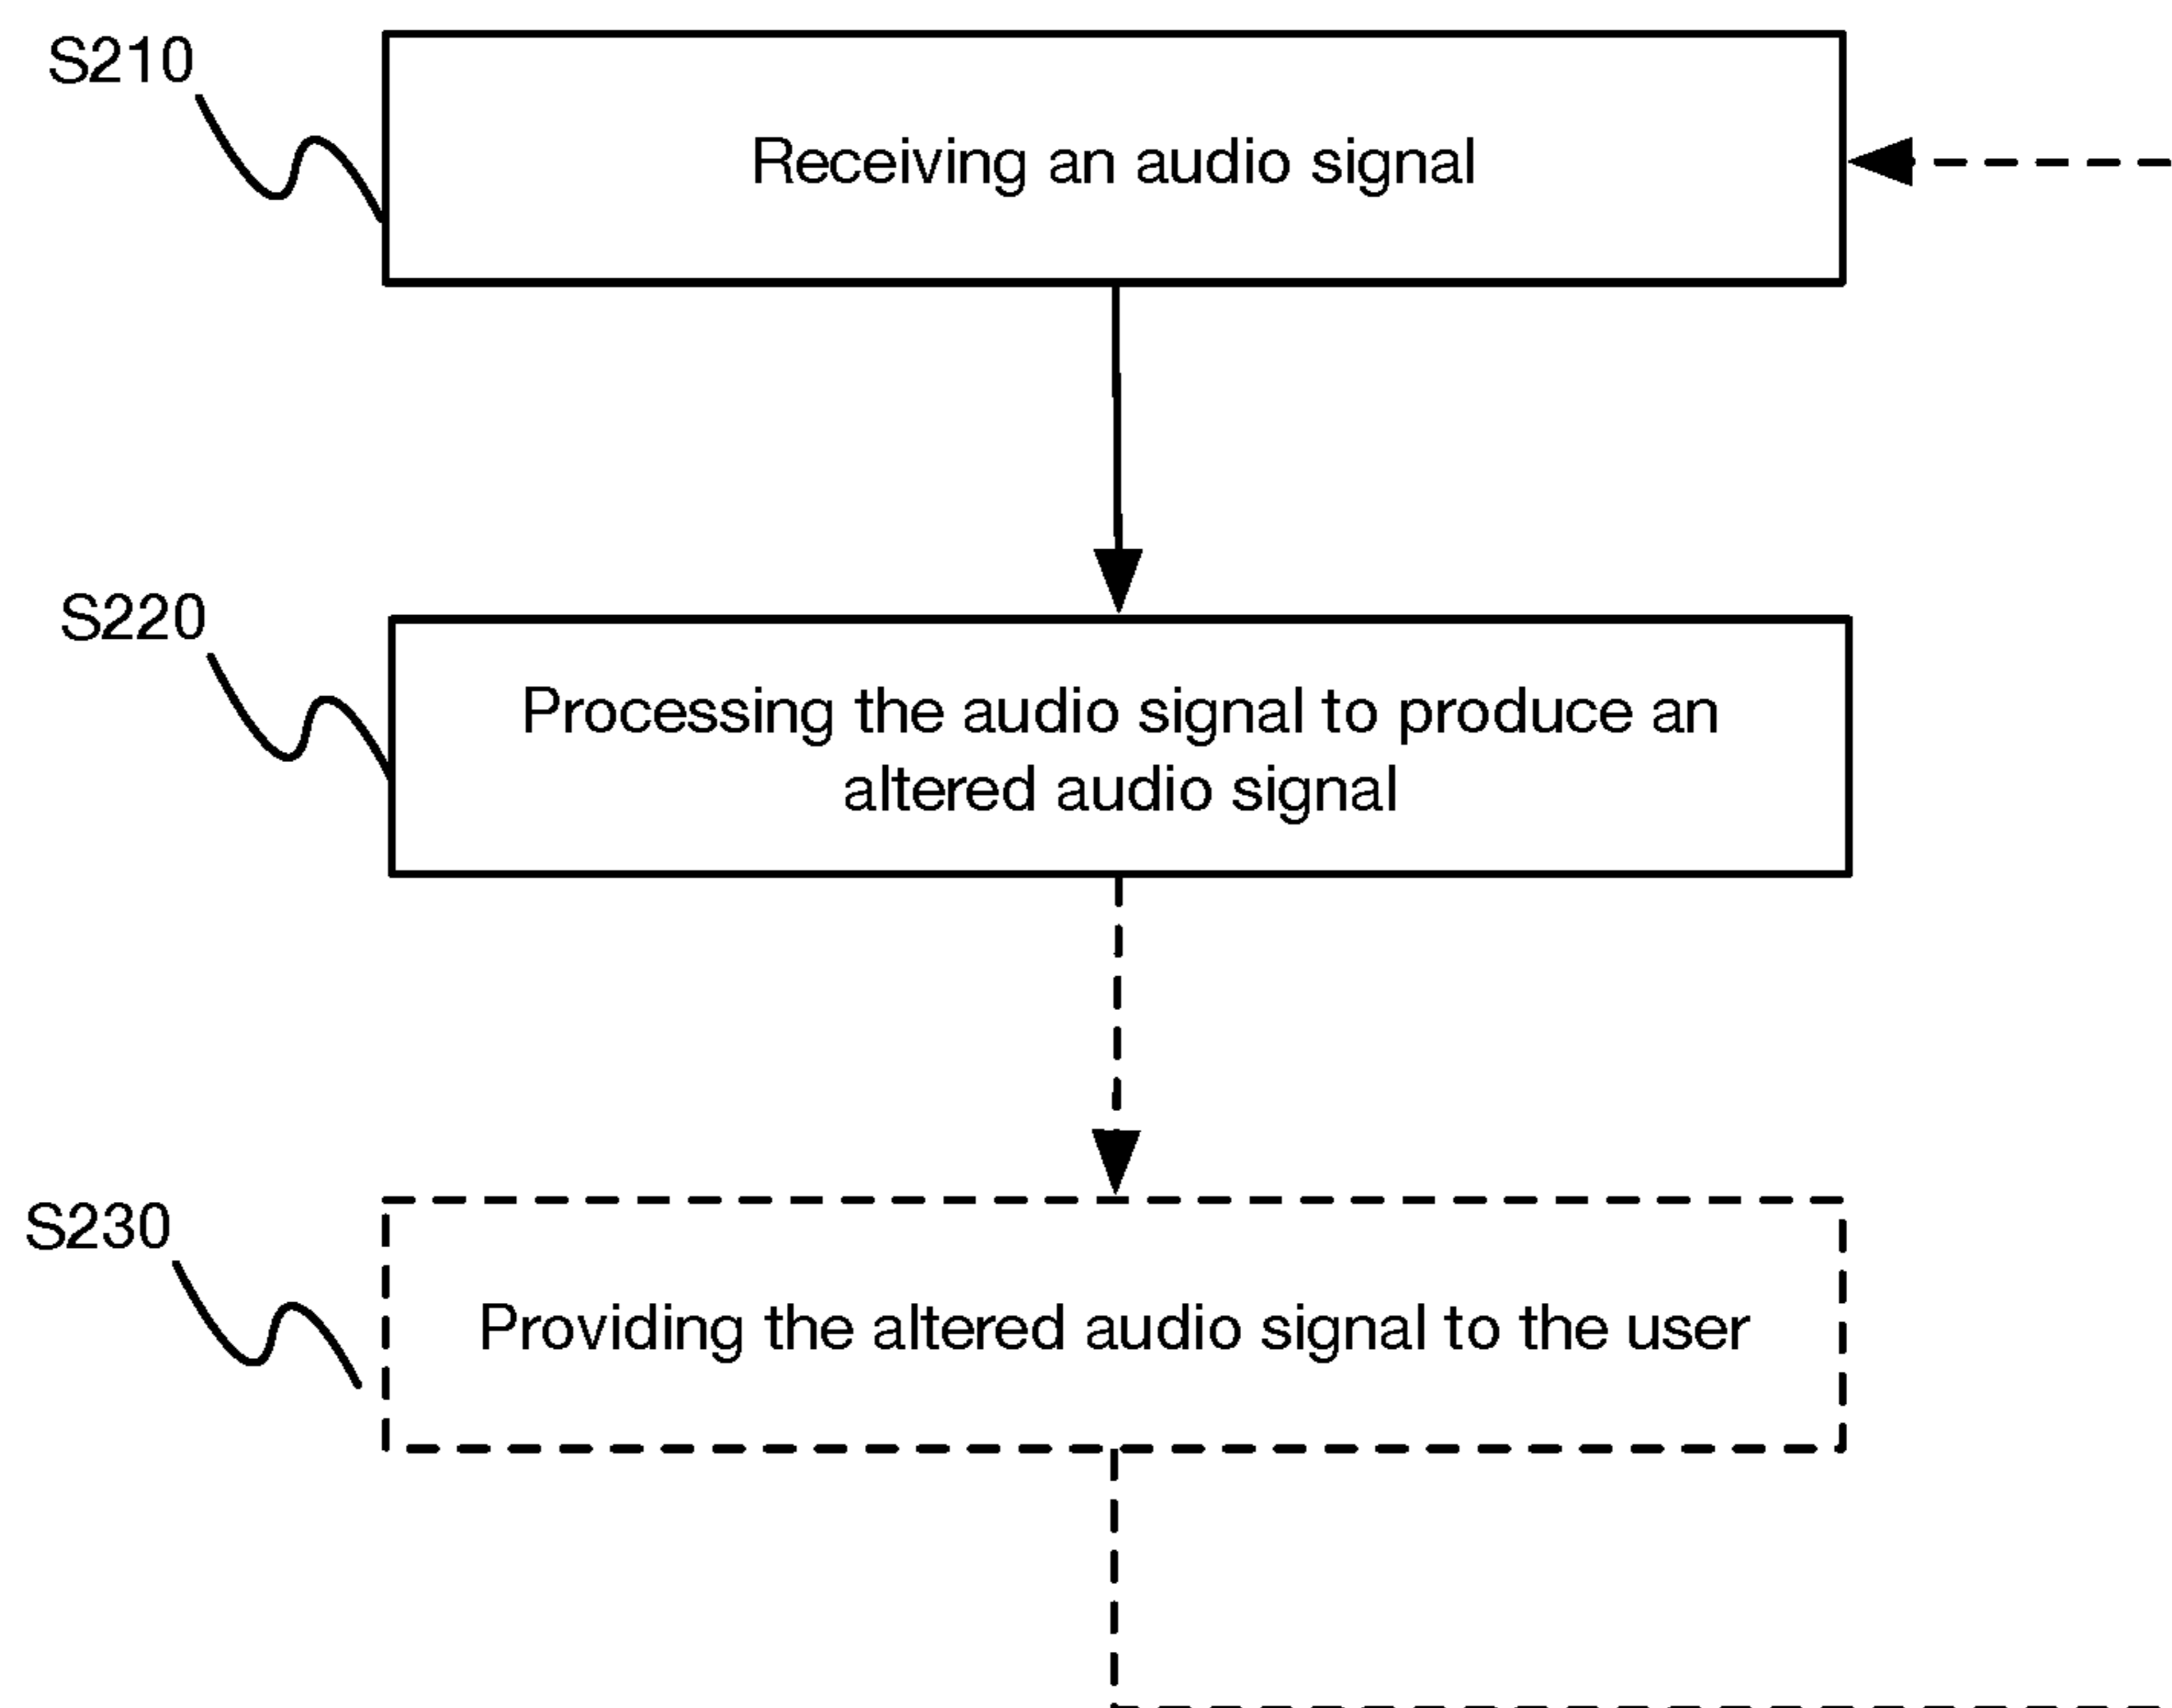 S210
Receiving an audio signal
S220
Processing the audio signal to produce an
altered audio signal
S230
Providing the altered audio signal to the user